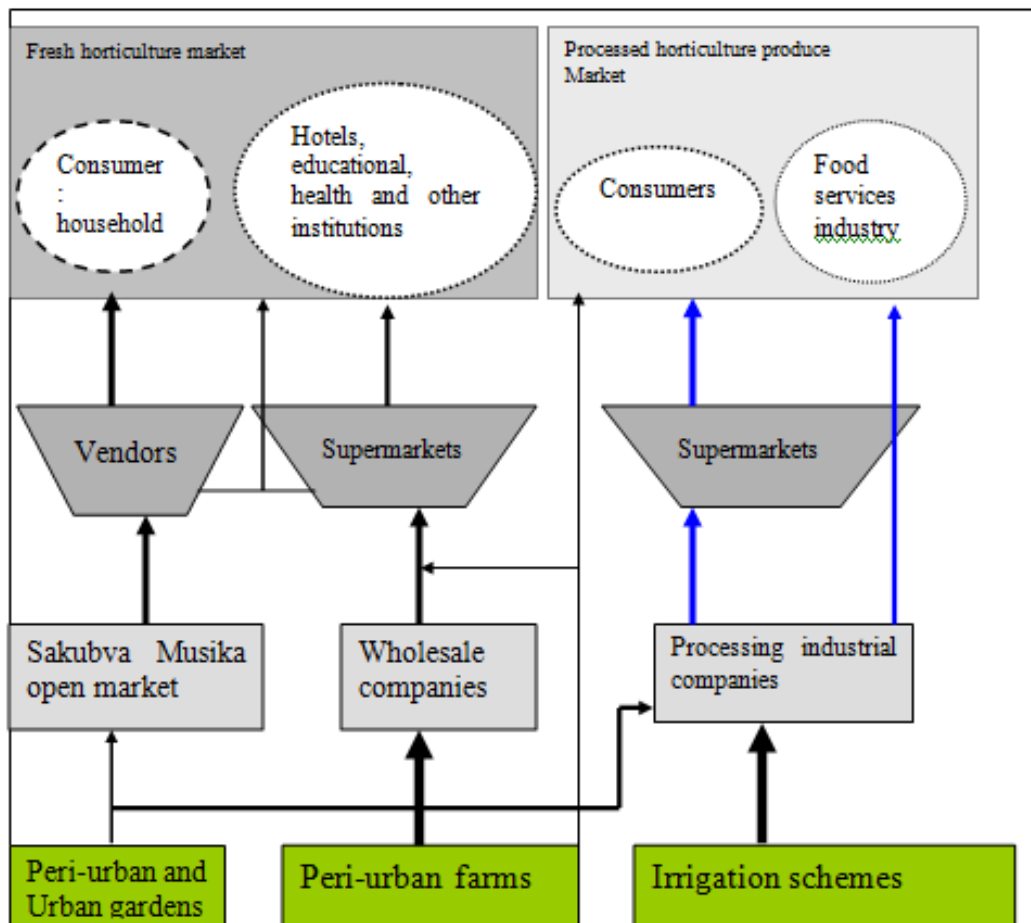 Fresh horticulture market
Processed horticulture produce
Market
Consumer
:
household
Hotels,
educational,
health and other
institutions
Consumers
Food
services
industry
Vendors
Supermarkets
Supermarkets
Sakubva Musika
open market
Wholesale
companies
Processing industrial
companies
Peri-urban and
Urban gardens
Peri-urban farms
Irrigation schemes